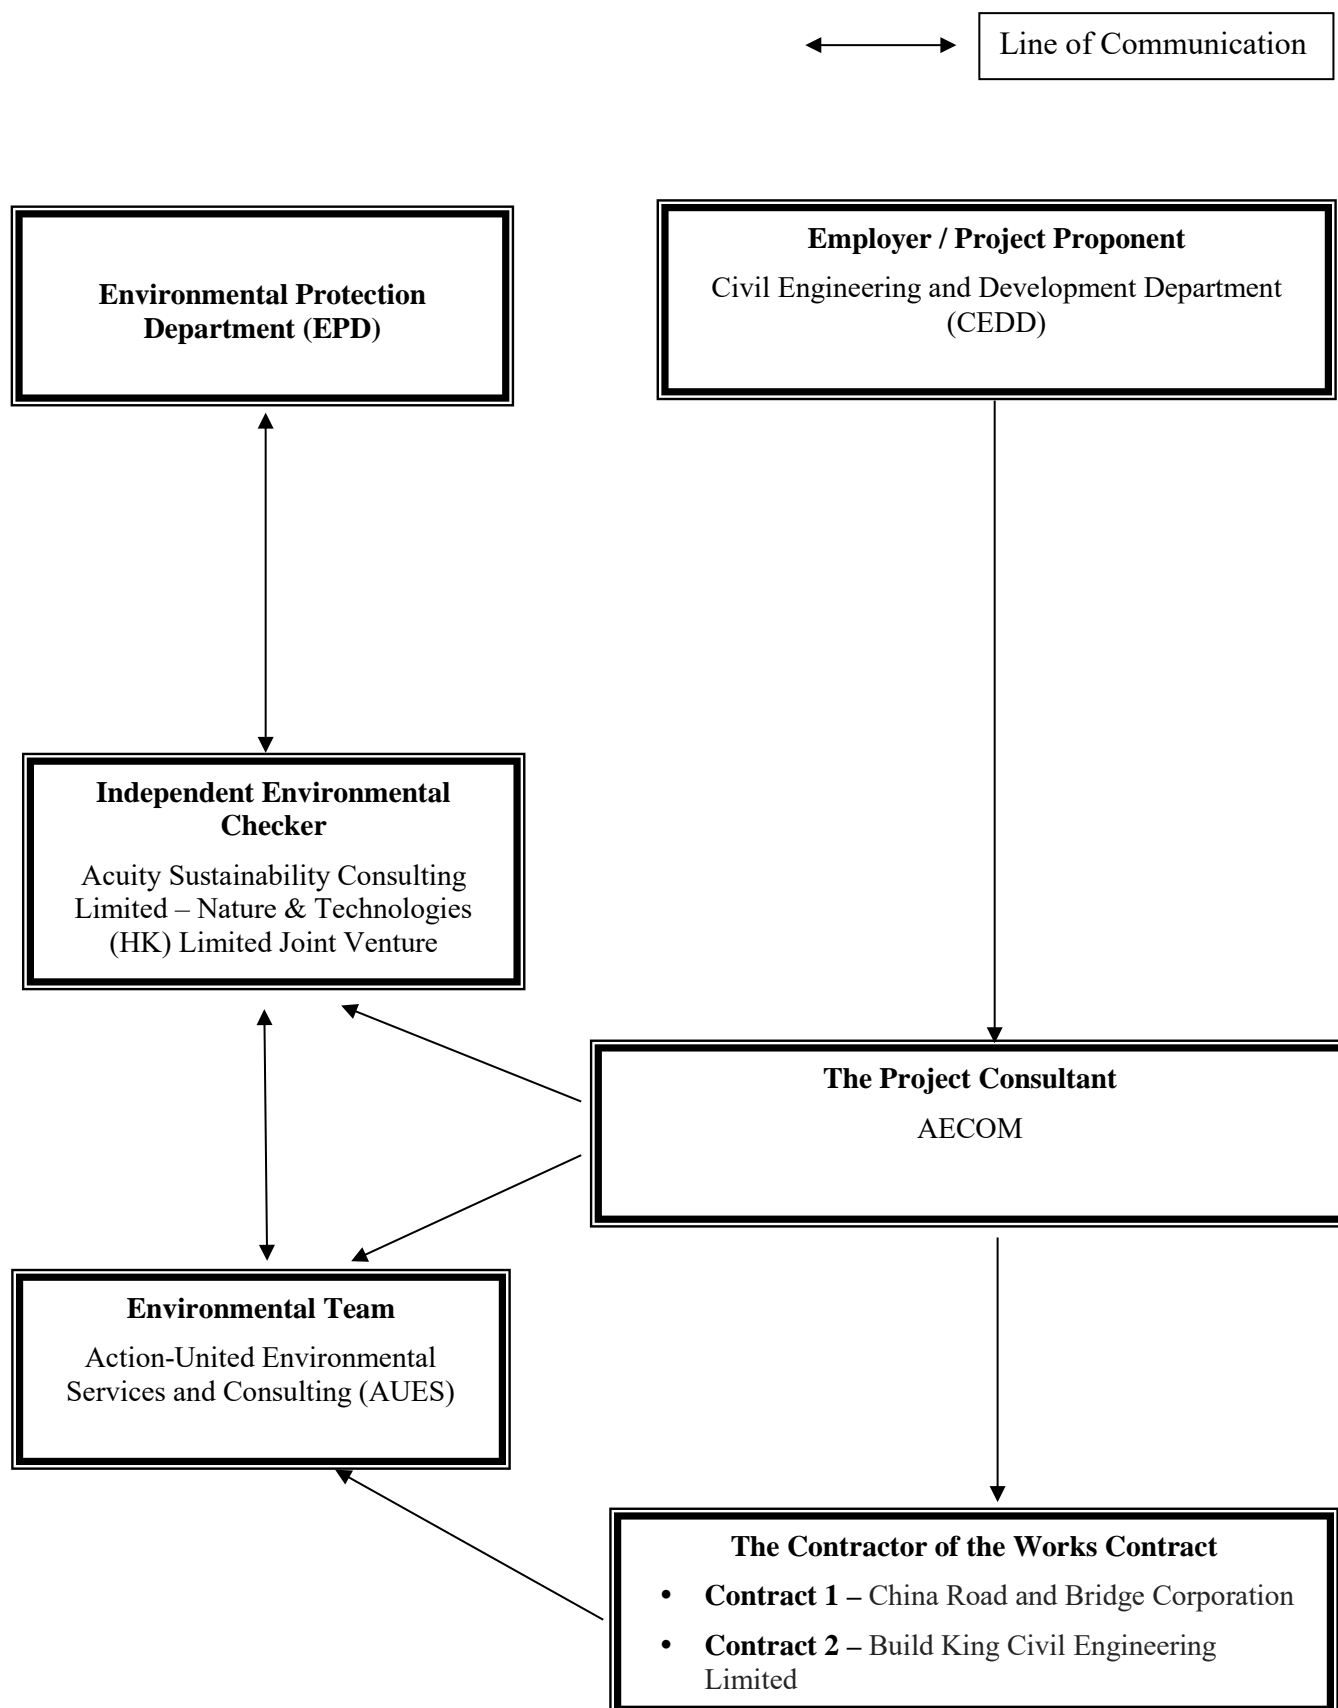 Line of Communication
Environmental Protection
Department (EPD)
Employer / Project Proponent
Civil Engineering and Development Department
(CEDD)
Independent Environmental
Checker
Acuity Sustainability Consulting
Limited – Nature & Technologies
(HK) Limited Joint Venture
The Project Consultant
AECOM
Environmental Team
Action-United Environmental
Services and Consulting (AUES)
The Contractor of the Works Contract
• Contract 1 – China Road and Bridge Corporation
• Contract 2 – Build King Civil Engineering
Limited